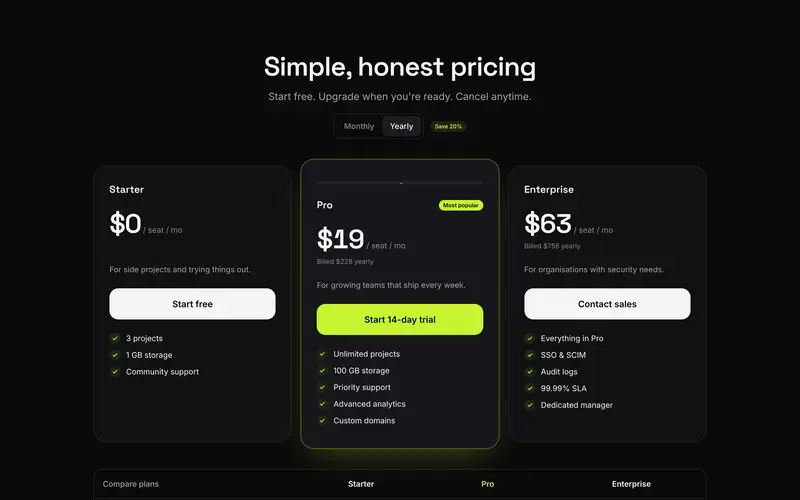 Simple, honest pricing
Start free. Upgrade when you're ready. Cancel anytime.
Monthly Yearly Save 20%
Starter
$0 / seat / mo
For side projects and trying things out.
Start free
3 projects
1 GB storage
Community support
Pro Most popular
$19 / seat / mo
Billed $228 yearly
For growing teams that ship every week.
Start 14-day trial
Unlimited projects
100 GB storage
Priority support
Advanced analytics
Custom domains
Enterprise
$63 / seat / mo
Billed $756 yearly
For organisations with security needs.
Contact sales
Everything in Pro
SSO & SCIM
Audit logs
99.99% SLA
Dedicated manager
Compare plans Starter Pro Enterprise